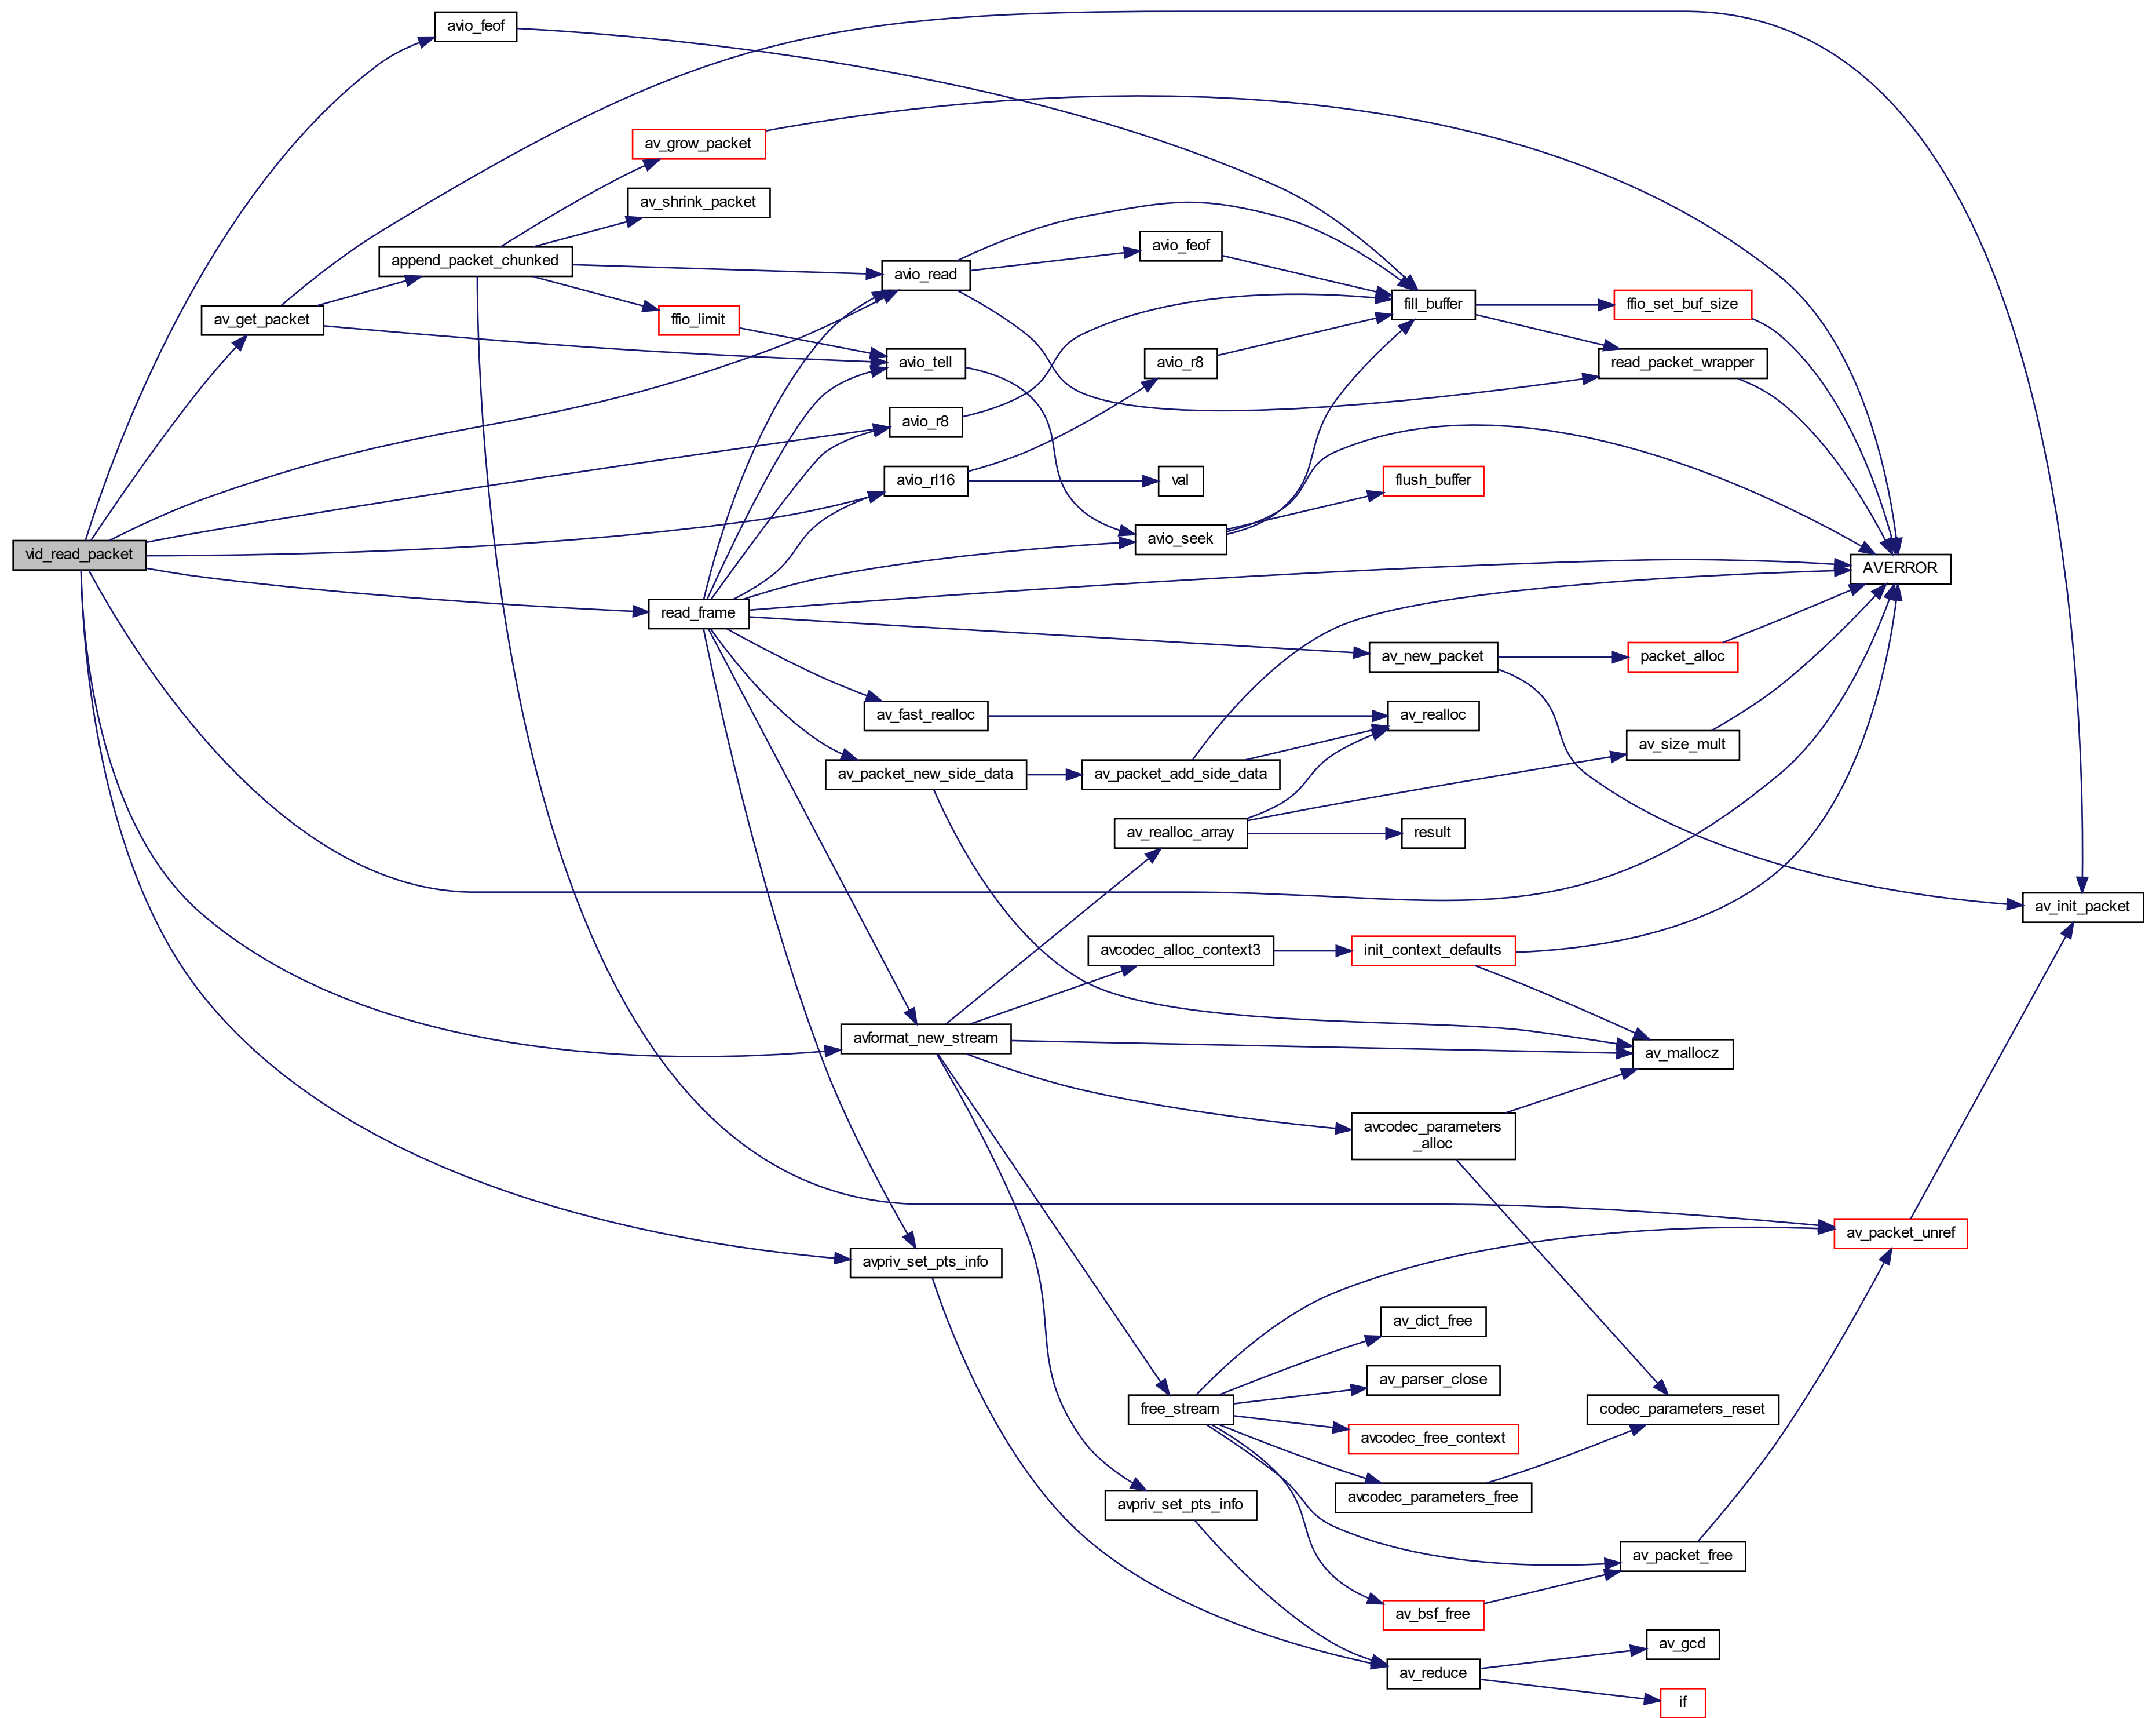 avio_feof
av_grow_packet
av_shrink_packet
append_packet_chunked
avio_read
avio_feof
av_get_packet
ffio_limit
fill_buffer
ffio_set_buf_size
avio_tell
avio_r8
read_packet_wrapper
avio_r8
avio_rl16
val
flush_buffer
vid_read_packet
avio_seek
AVERROR
read_frame
av_new_packet
packet_alloc
av_fast_realloc
av_realloc
av_size_mult
av_packet_new_side_data
av_packet_add_side_data
av_realloc_array
result
av_init_packet
avcodec_alloc_context3
init_context_defaults
avformat_new_stream
av_mallocz
avcodec_parameters
_alloc
av_packet_unref
avpriv_set_pts_info
av_dict_free
av_parser_close
free_stream
codec_parameters_reset
avcodec_free_context
avcodec_parameters_free
avpriv_set_pts_info
av_packet_free
av_bsf_free
av_gcd
av_reduce
if